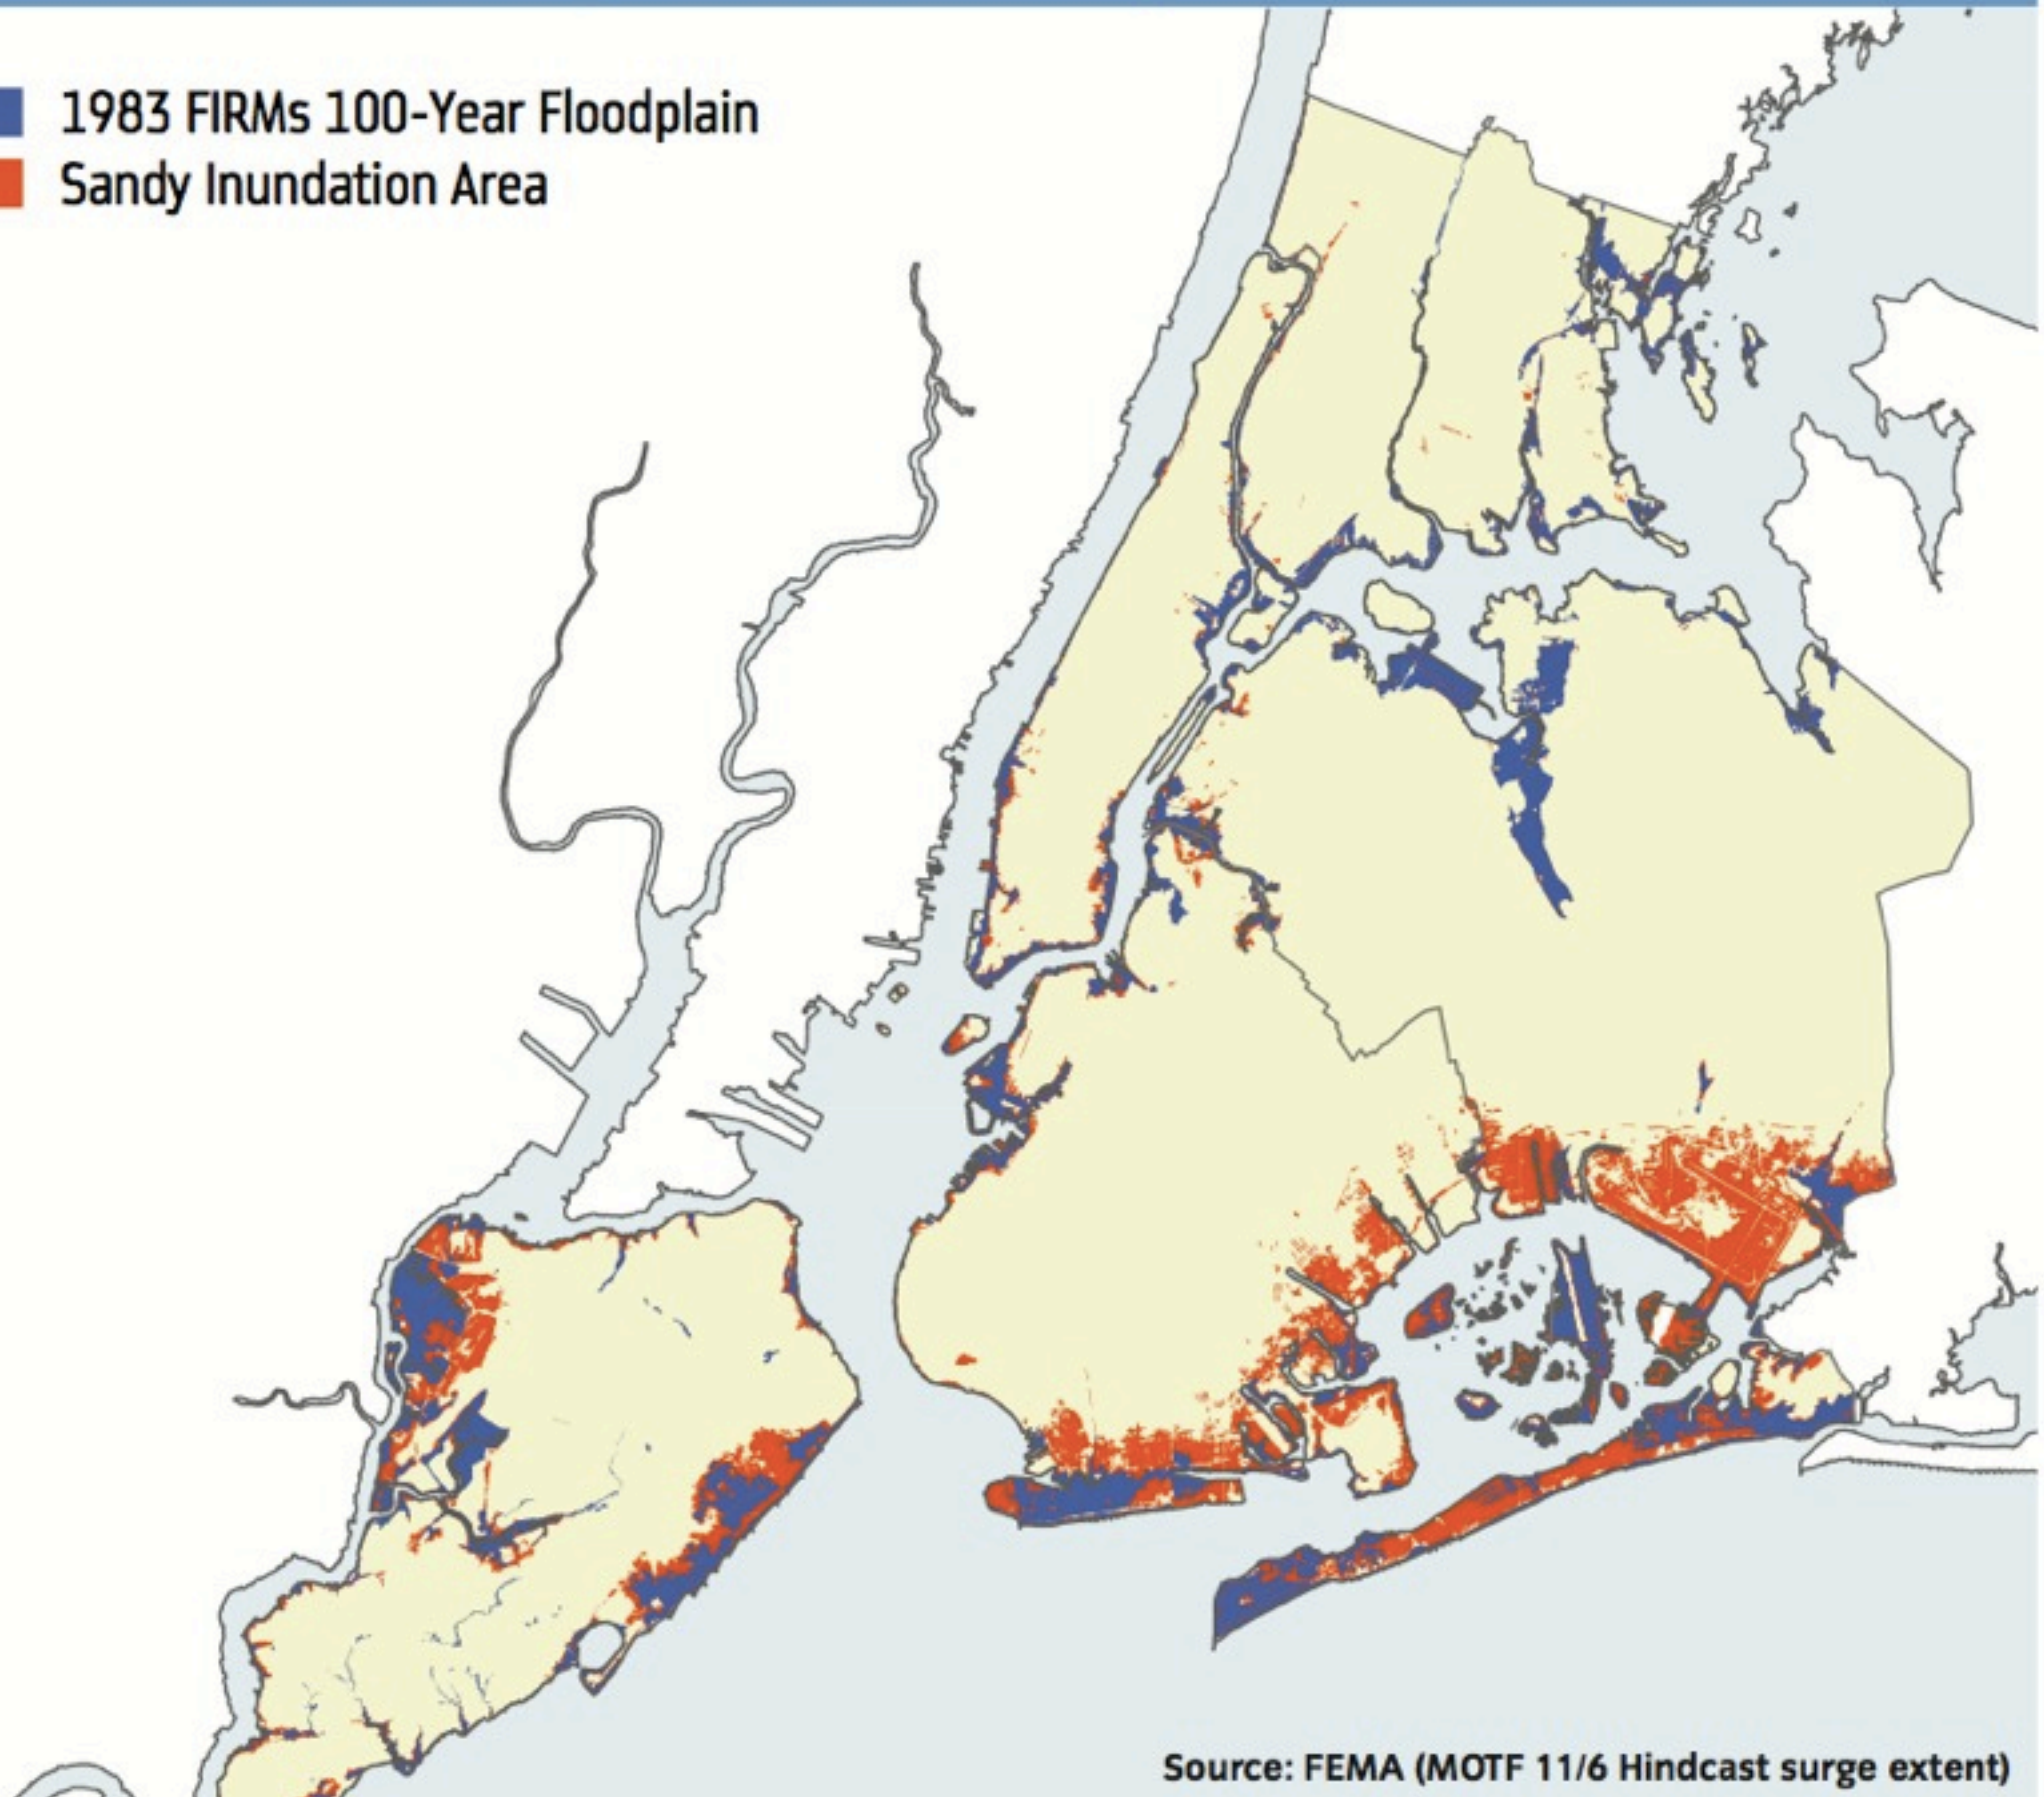 1983 FIRMs 100-Year Floodplain
Sandy Inundation Area
Source: FEMA (MOTF 11/6 Hindcast surge extent)